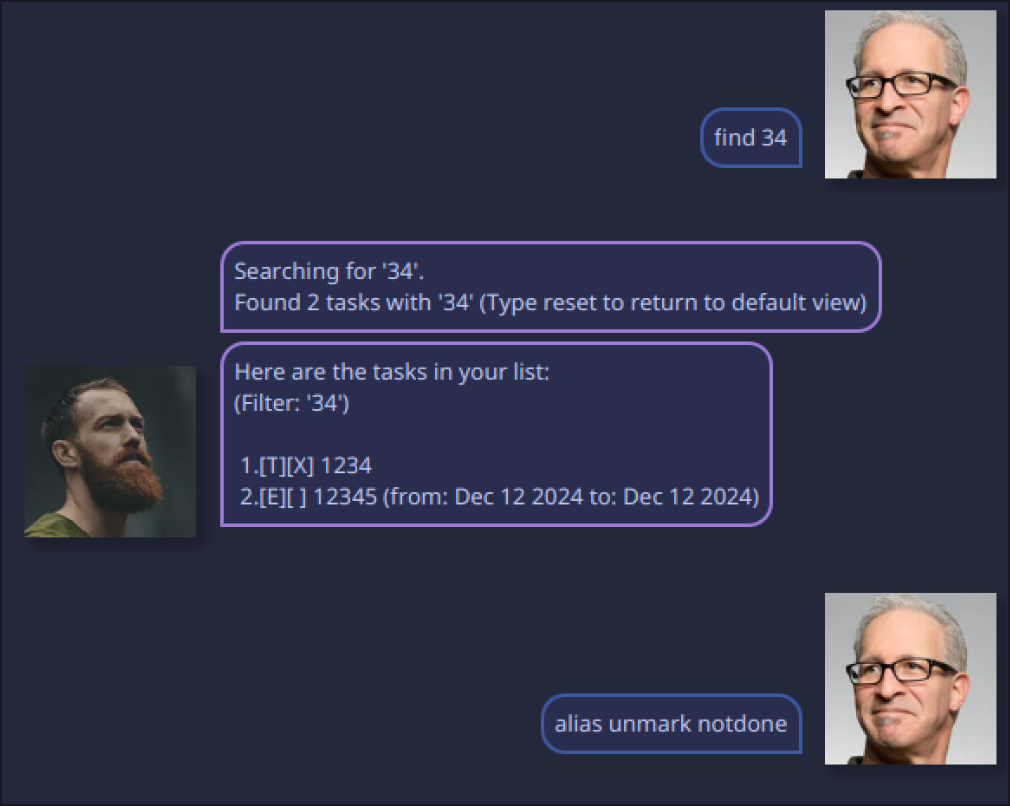 find 34
Searching for '34'.
Found 2 tasks with '34' (Type reset to return to default view)
Here are the tasks in your list:
(Filter: '34')
1.[T][X] 1234
2.[E][ ] 12345 (from: Dec 12 2024 to: Dec 12 2024)
alias unmark notdone